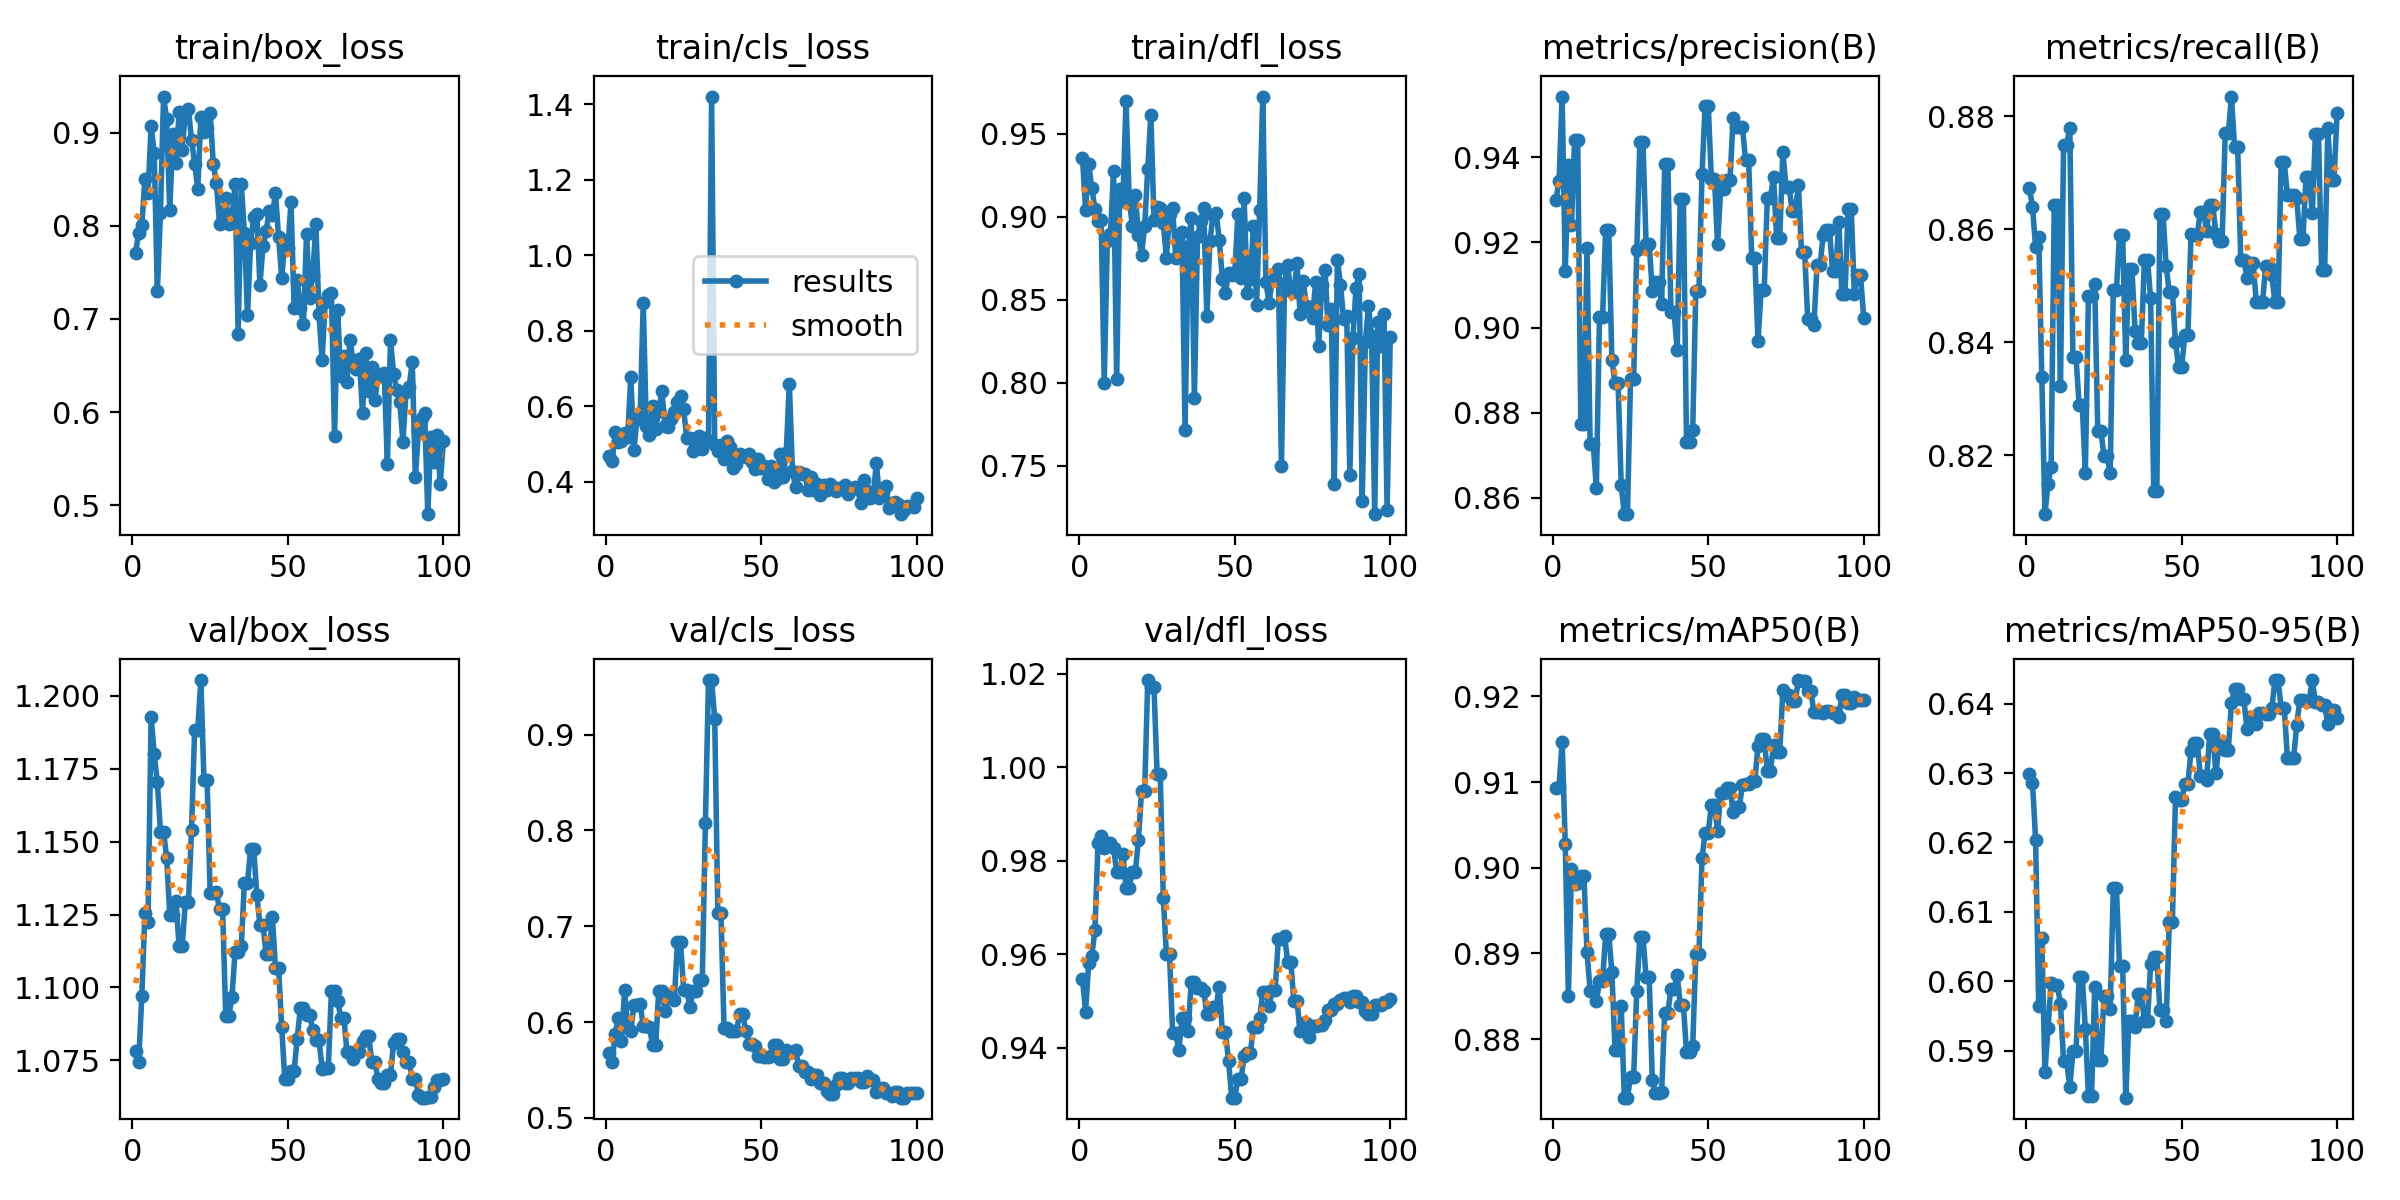 train/box_loss
train/cls_loss
train/dfl_loss
metrics/precision(B)
metrics/recall(B)
0.9
0.8
0.7
0.6
0.5
0 50 100
1.4
1.2
1.0
0.8
0.6
0.4
results
smooth
0 50 100
0.95
0.90
0.85
0.80
0.75
0 50 100
0.94
0.92
0.90
0.88
0.86
0 50 100
0.88
0.86
0.84
0.82
0 50 100
val/box_loss
val/cls_loss
val/dfl_loss
metrics/mAP50(B)
metrics/mAP50-95(B)
1.200
1.175
1.150
1.125
1.100
1.075
0 50 100
0.9
0.8
0.7
0.6
0.5
0 50 100
1.02
1.00
0.98
0.96
0.94
0 50 100
0.92
0.91
0.90
0.89
0.88
0 50 100
0.64
0.63
0.62
0.61
0.60
0.59
0 50 100